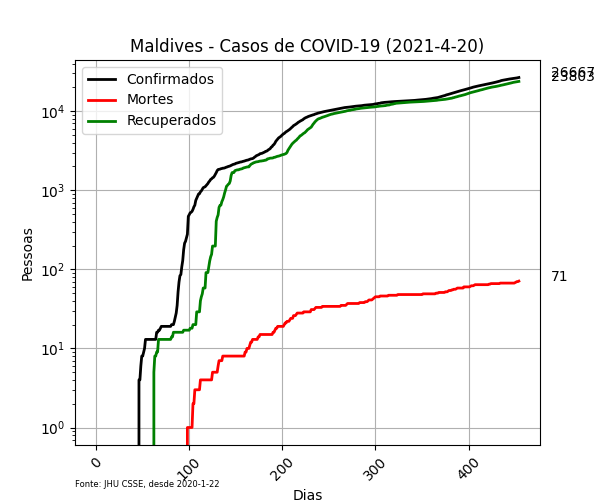 Maldives - Casos de COVID-19 (2021-4-20)
Confirmados
Mortes
Recuperados
26667
71
Pessoas
10⁴
10³
10²
10¹
10⁰
0
100
200
300
400
Dias
Fonte: JHU CSSE, desde 2020-1-22